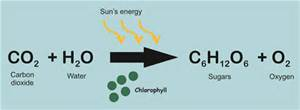 Sun's energy
CO₂ + H₂O → C₆H₁₂O₆ + O₂
Carbon dioxide
Water
Sugars
Oxygen
Chlorophyll